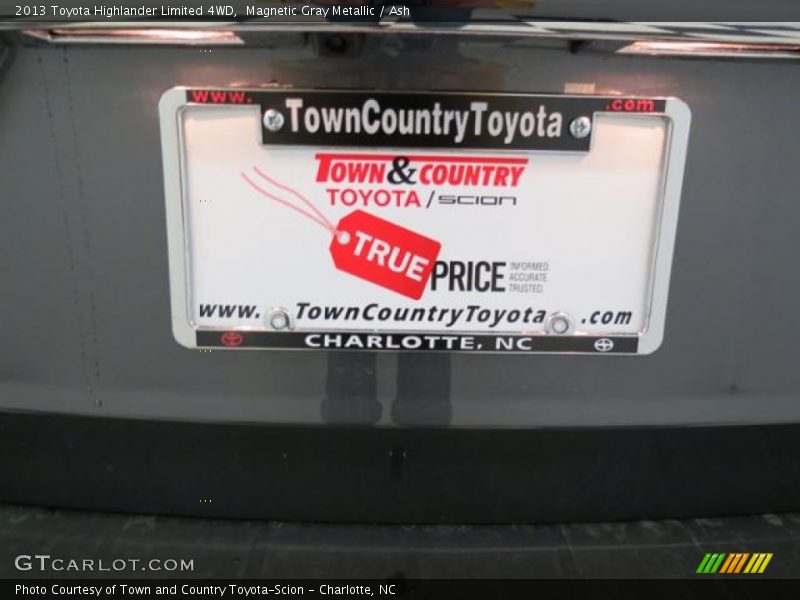 2013 Toyota Highlander Limited 4WD,  Magnetic Gray Metallic / Ash
www. .com
TownCountryToyota
TOWN & COUNTRY
TOYOTA / SCION
TRUE PRICE
INFORMED.
ACCURATE.
TRUSTED.
www. TownCountryToyota .com
CHARLOTTE, NC
GTCARLOT.COM
Photo Courtesy of Town and Country Toyota-Scion - Charlotte, NC